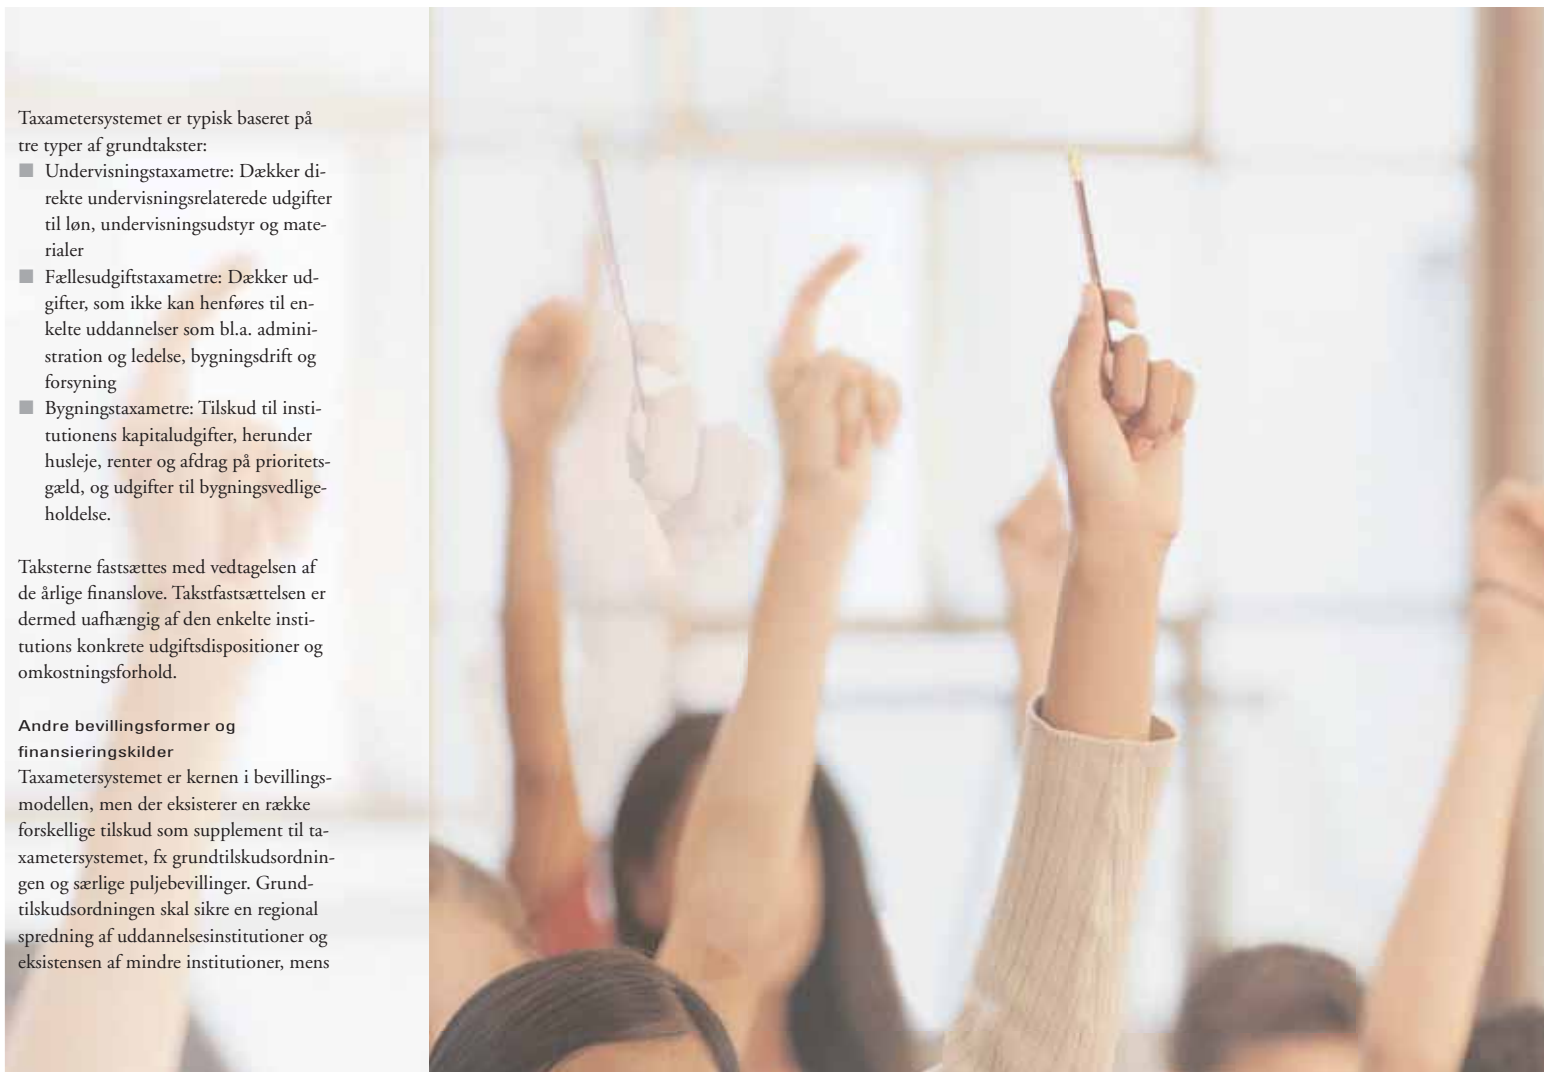 Taxametersystemet er typisk baseret på
tre typer af grundtakster:
■ Undervisningstaxametre: Dækker di-
rekte undervisningsrelaterede udgifter
til løn, undervisningsudstyr og mate-
rialer
■ Fællesudgiftstaxametre: Dækker ud-
gifter, som ikke kan henføres til en-
kelte uddannelser som bl.a. admini-
stration og ledelse, bygningsdrift og
forsyning
■ Bygningstaxametre: Tilskud til insti-
tutionens kapitaludgifter, herunder
husleje, renter og afdrag på prioritets-
gæld, og udgifter til bygningsvedlige-
holdelse.
Taksterne fastsættes med vedtagelsen af
de årlige finanslove. Takstfastsættelsen er
dermed uafhængig af den enkelte insti-
tutions konkrete udgiftsdispositioner og
omkostningsforhold.
Andre bevillingsformer og
finansieringskilder
Taxametersystemet er kernen i bevillings-
modellen, men der eksisterer en række
forskellige tilskud som supplement til ta-
xametersystemet, fx grundtilskudsordnin-
gen og særlige puljebevillinger. Grund-
tilskudsordningen skal sikre en regional
spredning af uddannelsesinstitutioner og
eksistensen af mindre institutioner, mens